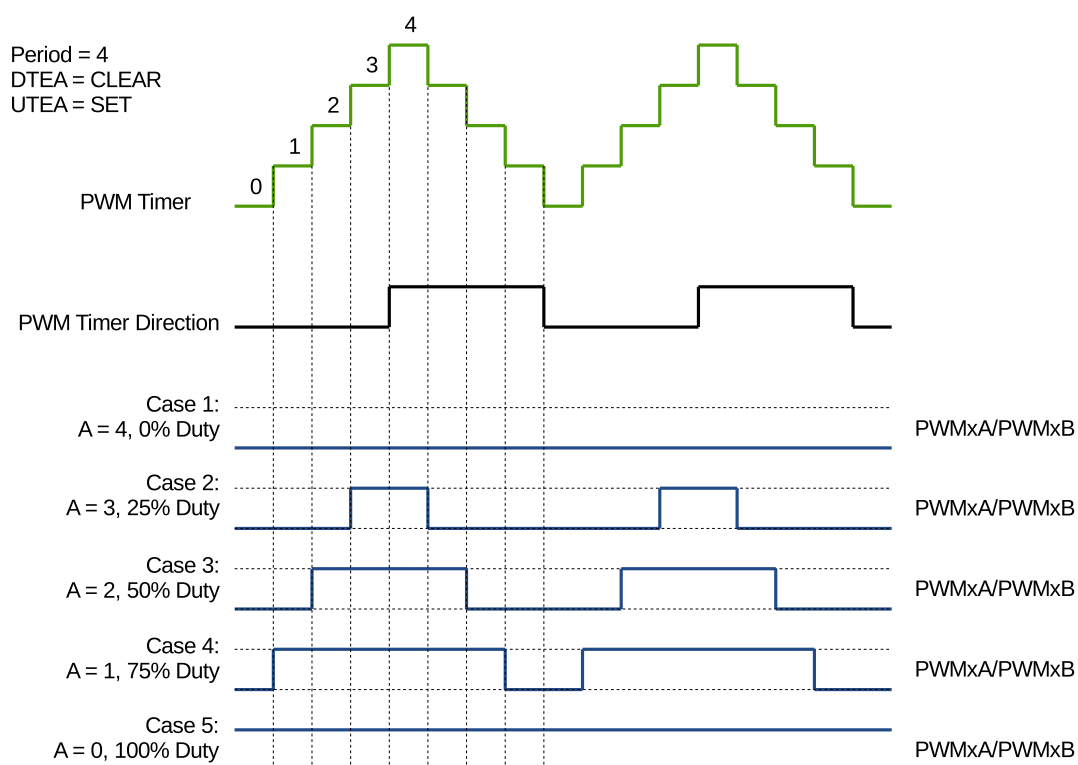 4
Period = 4
3
DTEA = CLEAR
UTEA = SET
2
1
0
PWM Timer
PWM Timer Direction
Case 1:
A = 4, 0% Duty
PWMxA/PWMxB
Case 2:
A = 3, 25% Duty
PWMxA/PWMxB
Case 3:
A = 2, 50% Duty
PWMxA/PWMxB
Case 4:
A = 1, 75% Duty
PWMxA/PWMxB
Case 5:
A = 0, 100% Duty
PWMxA/PWMxB